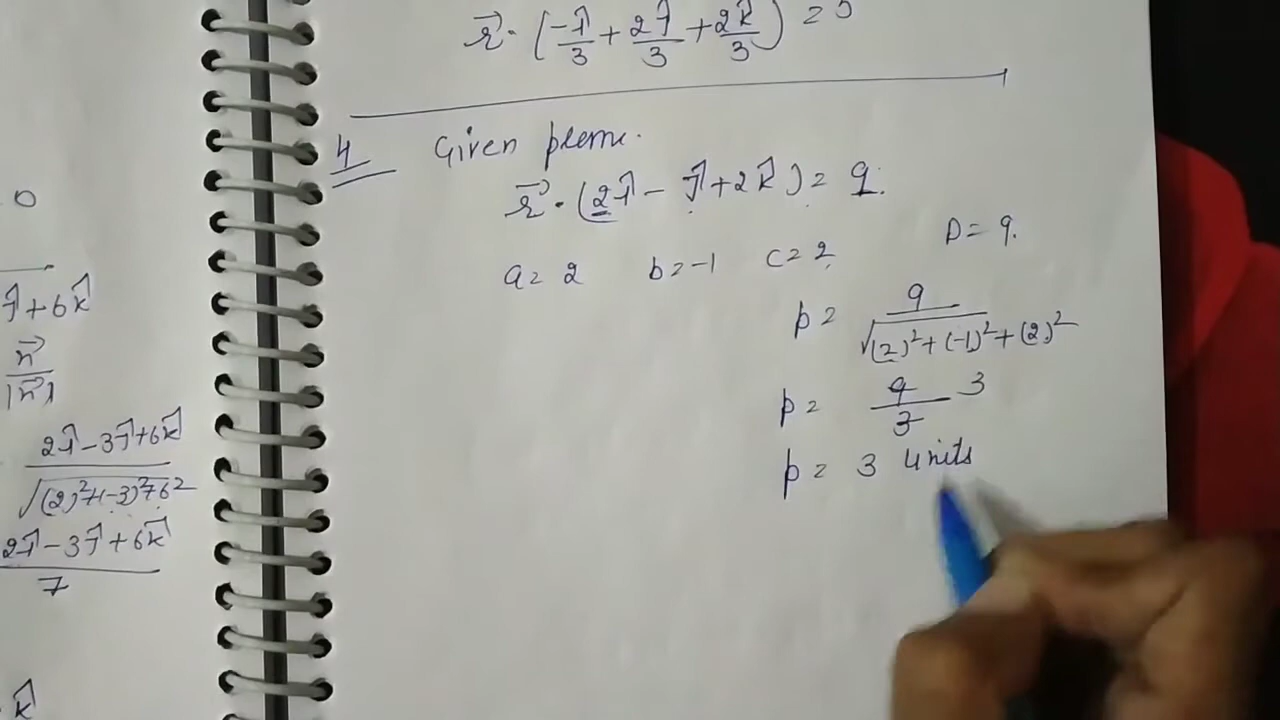 0
ĵ+6k̂
n⃗/|n⃗|
2î-3ĵ+6k̂/√(2)²+(-3)²+6²
2î-3ĵ+6k̂/7
k̂
r⃗·(-î/3+2ĵ/3+2k̂/3)=5
4 Given plane.
r⃗·(2î-ĵ+2k̂)=9.
a=2 b=-1 c=2 D=9.
p=9/√(2)²+(-1)²+(2)²
p=9/3 3
p=3 units